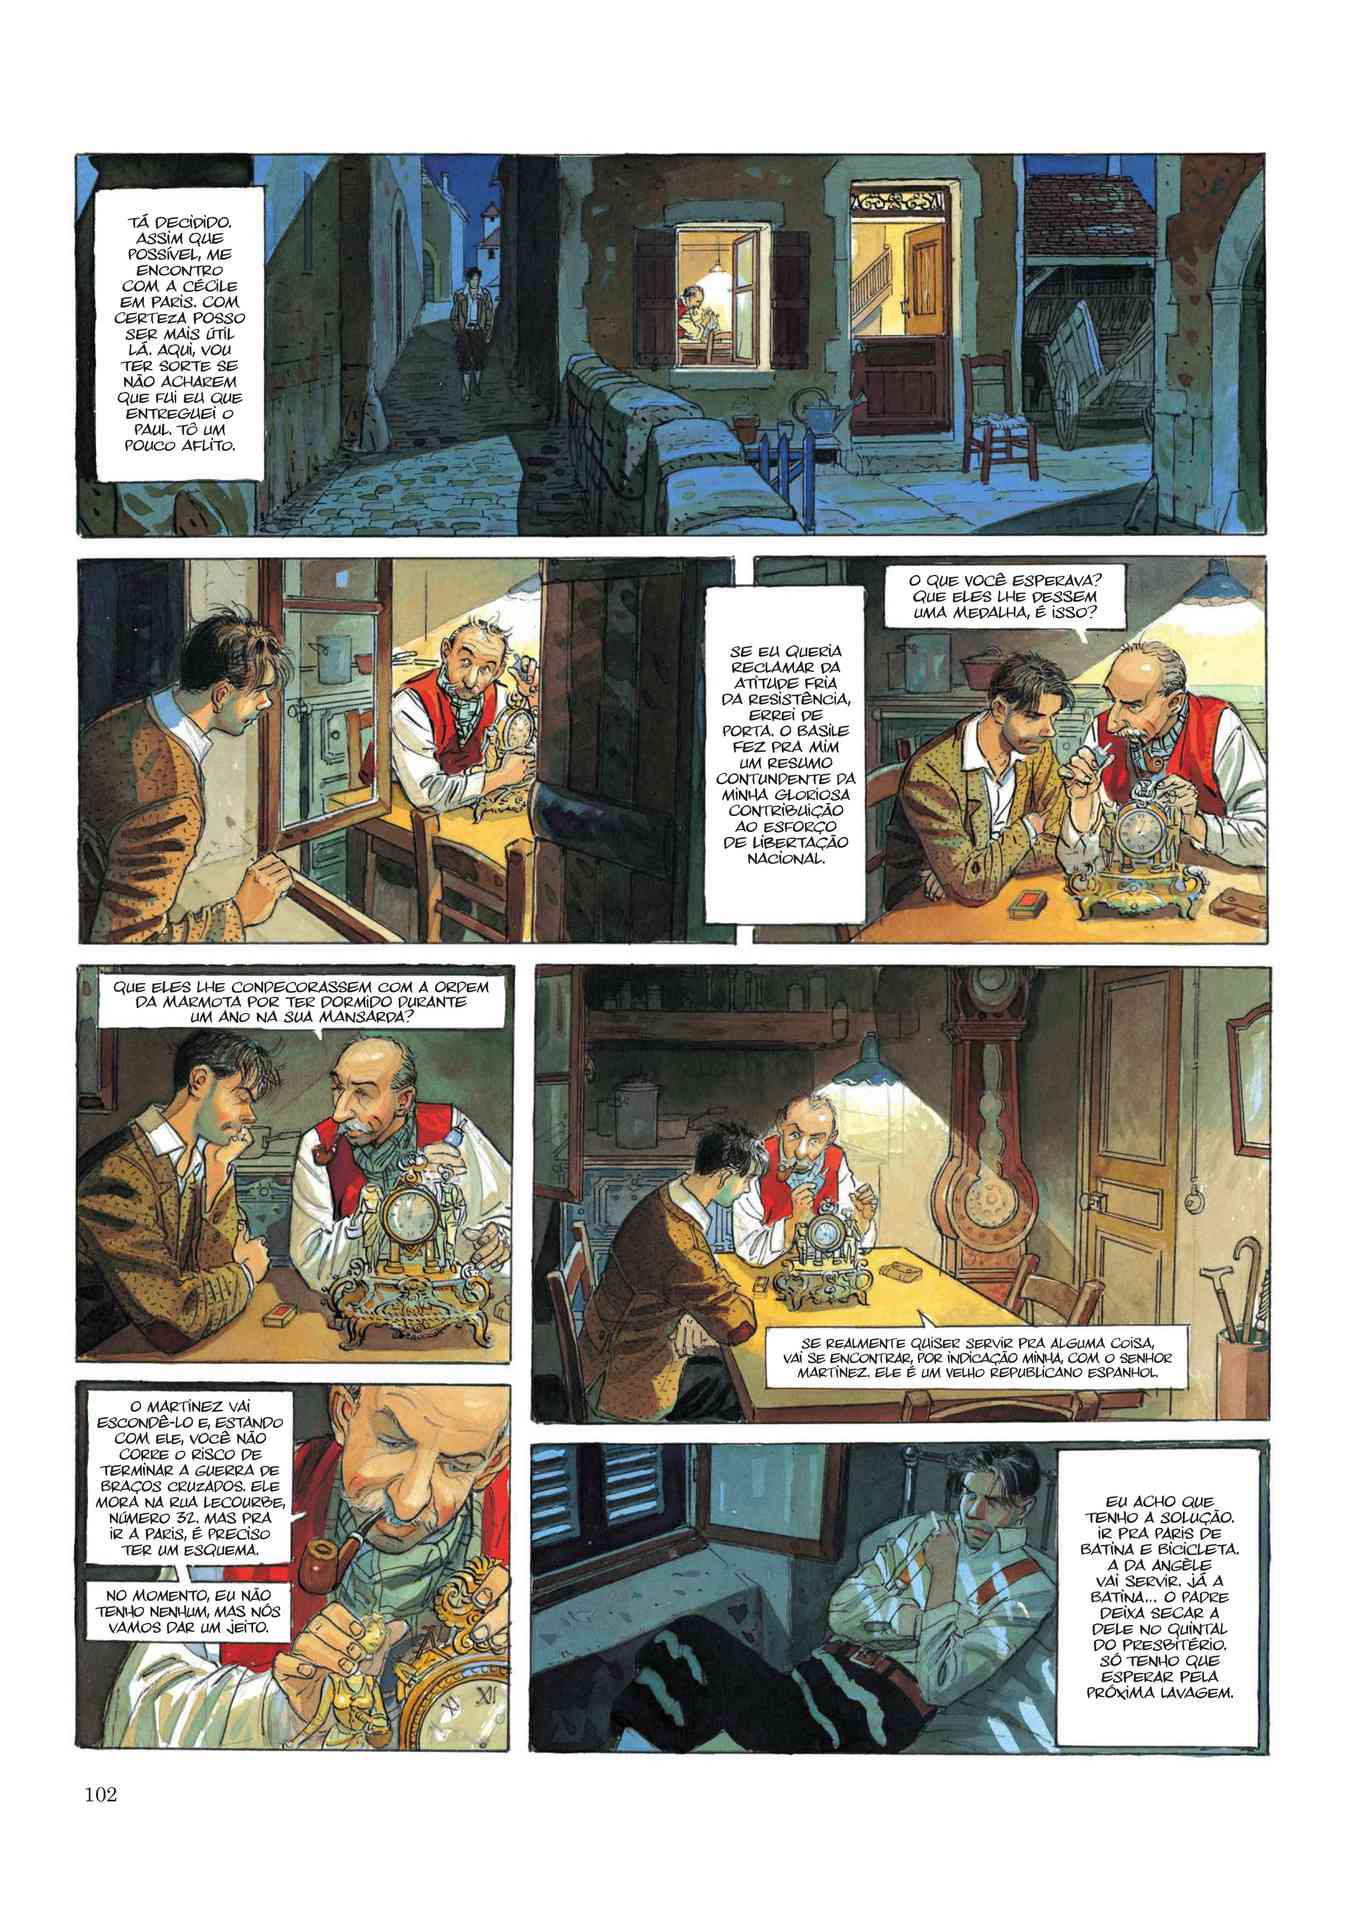 TÁ DECIDIDO.
ASSIM QUE
POSSÍVEL, ME
ENCONTRO
COM A CÉCILE
EM PARIS. COM
CERTEZA POSSO
SER MAIS ÚTIL
LÁ. AQUI, VOU
TER SORTE SE
NÃO ACHAREM
QUE FUI EU QUE
ENTREGUEI O
PAUL. TÔ UM
POUCO AFLITO.
SE EU QUERIA
RECLAMAR DA
ATITUDE FRIA
DA RESISTÊNCIA,
ERREI DE
PORTA. O BASILE
FEZ PRA MIM
UM RESUMO
CONTUNDENTE DA
MINHA GLORIOSA
CONTRIBUIÇÃO
AO ESFORÇO
DE LIBERTAÇÃO
NACIONAL.
O QUE VOCÊ ESPERAVA?
QUE ELES LHE DESSEM
UMA MEDALHA, É ISSO?
QUE ELES LHE CONDECORASSEM COM A ORDEM
DA MARMOTA POR TER DORMIDO DURANTE
UM ANO NA SUA MANSARDA?
SE REALMENTE QUISER SERVIR PRA ALGUMA COISA,
VAI SE ENCONTRAR, POR INDICAÇÃO MINHA, COM O SENHOR
MARTINEZ. ELE É UM VELHO REPUBLICANO ESPANHOL.
O MARTINEZ VAI
ESCONDÊ-LO E, ESTANDO
COM ELE, VOCÊ NÃO
CORRE O RISCO DE
TERMINAR A GUERRA DE
BRAÇOS CRUZADOS. ELE
MORA NA RUA LECOURBE,
NÚMERO 32. MAS PRA
IR A PARIS, É PRECISO
TER UM ESQUEMA.
NO MOMENTO, EU NÃO
TENHO NENHUM, MAS NÓS
VAMOS DAR UM JEITO.
XI
XII
EU ACHO QUE
TENHO A SOLUÇÃO.
IR PRA PARIS DE
BATINA E BICICLETA.
A DA ANGÈLE
VAI SERVIR. JÁ A
BATINA... O PADRE
DEIXA SECAR A
DELE NO QUINTAL
DO PRESBITÉRIO.
SÓ TENHO QUE
ESPERAR PELA
PRÓXIMA LAVAGEM.
102